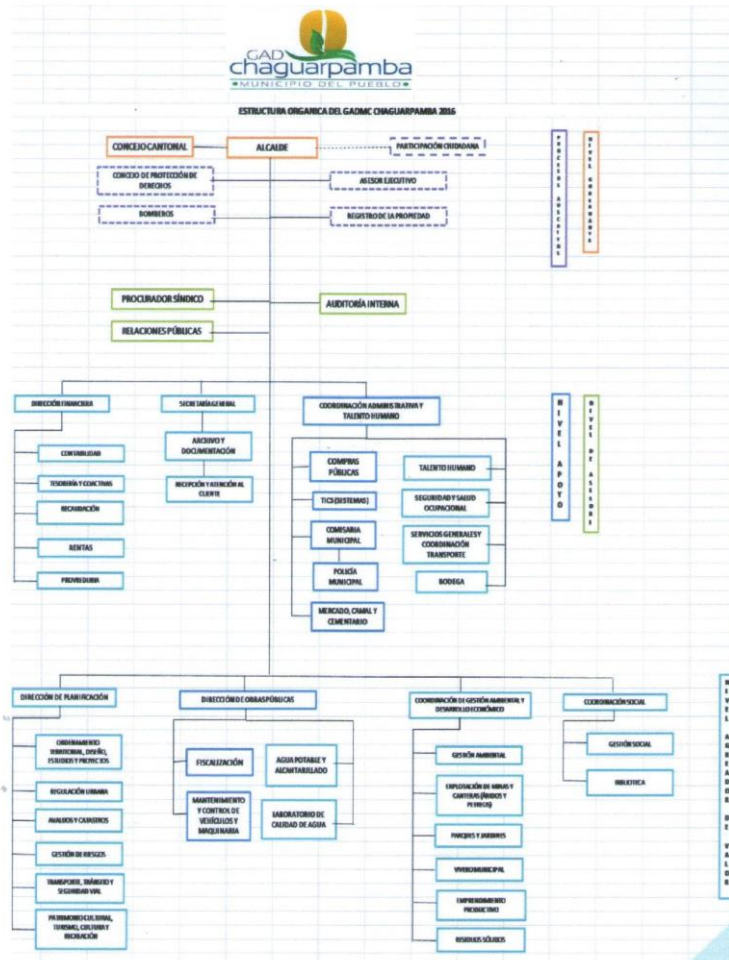 GAD
chaguarpamba
MUNICIPIO DEL PUEBLO
ESTRUCTURA ORGANICA DEL GADMC CHAGUARPAMBA 2016
CONCEJO CANTONAL
ALCALDE
PARTICIPACIÓN CIUDADANA
CONCEJO DE PROTECCIÓN DE
DERECHOS
ASESOR EJECUTIVO
BOMBEROS
REGISTRO DE LA PROPIEDAD
NIVEL GOBERNANTE
PROCURADOR SÍNDICO
AUDITORÍA INTERNA
RELACIONES PÚBLICAS
DIRECCIÓN FINANCIERA
CONTABILIDAD
TESORERÍA Y COACTIVAS
RECAUDACIÓN
RENTAS
PROVEEDURIA
SECRETARÍA GENERAL
ARCHIVO Y
DOCUMENTACIÓN
RECEPCIÓN Y ATENCIÓN AL
CLIENTE
COORDINACIÓN ADMINISTRATIVA Y
TALENTO HUMANO
COMPRAS
PÚBLICAS
TICS (SISTEMAS)
COMISARIA
MUNICIPAL
POLICÍA
MUNICIPAL
MERCADO, CAMAL Y
CEMENTARIO
TALENTO HUMANO
SEGURIDAD Y SALUD
OCUPACIONAL
SERVICIOS GENERALES Y
COORDINACIÓN
TRANSPORTE
BODEGA
NIVEL APOYO
NIVEL DE ASESORI
DIRECCIÓN DE PLANIFICACIÓN
ORDENAMIENTO
TERRITORIAL, DISEÑO,
ESTUDIOS Y PROYECTOS
REGULACIÓN URBANA
AVALUOS Y CATASTROS
GESTIÓN DE RIESGOS
TRANSPORTE, TRÁNSITO Y
SEGURIDAD VIAL
PATRIMONIO CULTURAL,
TURISMO, CULTURA Y
RECREACIÓN
DIRECCIÓN DE OBRAS PÚBLICAS
FISCALIZACIÓN
MANTENIMIENTO
Y CONTROL DE
VEHÍCULOS Y
MAQUINARIA
AGUA POTABLE Y
ALCANTARILLADO
LABORATORIO DE
CALIDAD DE AGUA
COORDINACIÓN DE GESTIÓN AMBIENTAL Y
DESARROLLO ECONÓMICO
GESTIÓN AMBIENTAL
EXPLOTACIÓN DE MINAS Y
CANTERAS (ÁRIDOS Y
PETREOS)
PARQUES Y JARDINES
VIVERO MUNICIPAL
EMPRENDIMIENTO
PRODUCTIVO
RESIDUOS SÓLIDOS
COORDINACIÓN SOCIAL
GESTIÓN SOCIAL
BIBLIOTICA